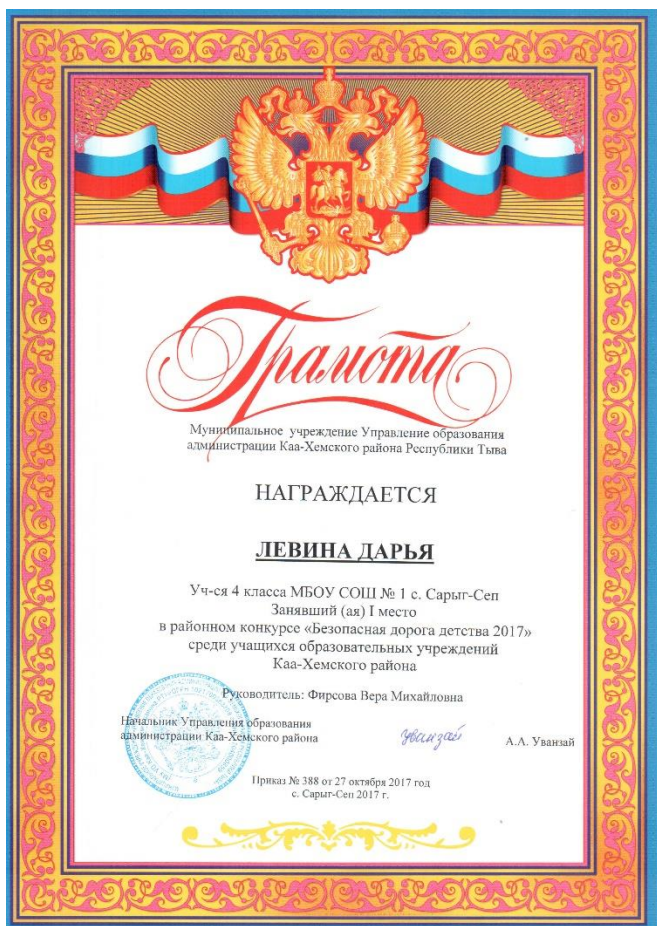 Грамота
Муниципальное учреждение Управление образования
администрации Каа-Хемского района Республики Тыва
НАГРАЖДАЕТСЯ
ЛЕВИНА ДАРЬЯ
Уч-ся 4 класса МБОУ СОШ № 1 с. Сарыг-Сеп
Занявший (ая) I место
в районном конкурсе «Безопасная дорога детства 2017»
среди учащихся образовательных учреждений
Каа-Хемского района
Руководитель: Фирсова Вера Михайловна
Начальник Управления образования
администрации Каа-Хемского района
А.А. Уванзай
Приказ № 388 от 27 октября 2017 год
с. Сарыг-Сеп 2017 г.